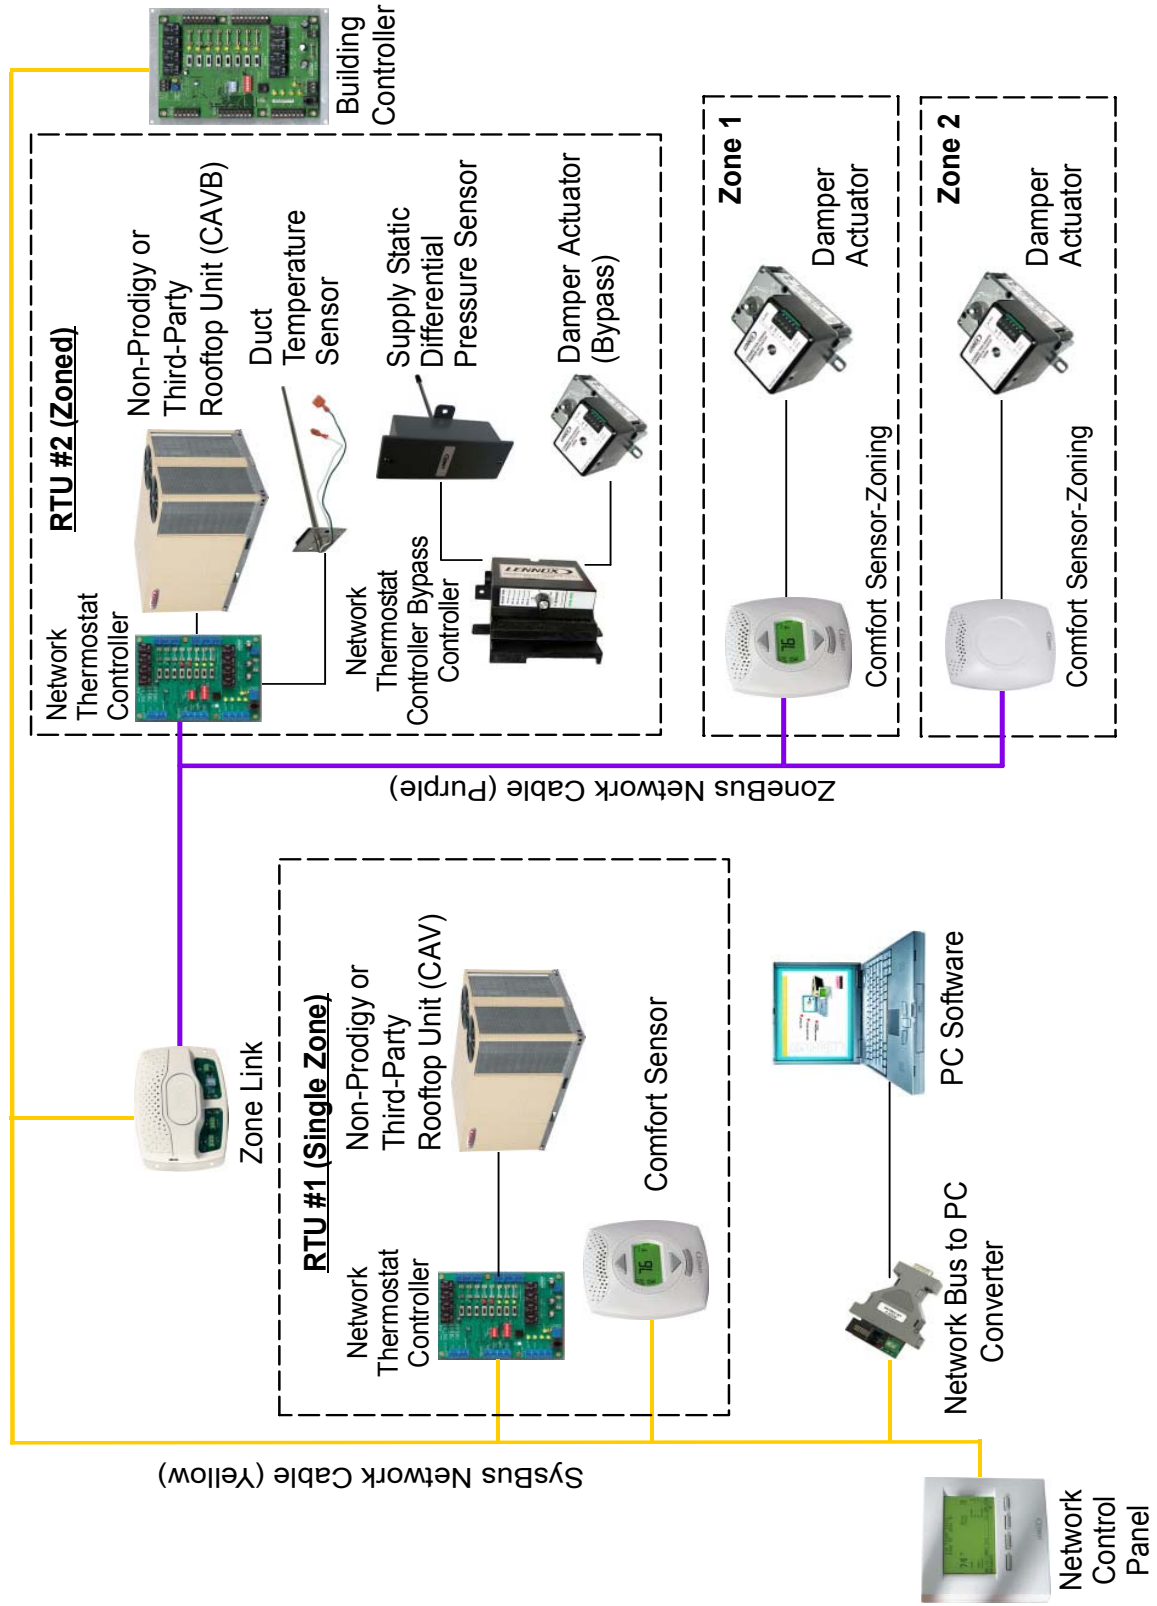 Building
Controller
RTU #2 (Zoned)
Network
Thermostat
Controller
Non-Prodigy or
Third-Party
Rooftop Unit (CAVB)
Duct
Temperature
Sensor
Network
Thermostat
Controller Bypass
Controller
LENNOX
Supply Static
Differential
Pressure Sensor
Damper Actuator
(Bypass)
Zone 1
Comfort Sensor-Zoning
76
Damper
Actuator
Zone 2
Comfort Sensor-Zoning
Damper
Actuator
ZoneBus Network Cable (Purple)
Zone Link
RTU #1 (Single Zone)
Network
Thermostat
Controller
Non-Prodigy or
Third-Party
Rooftop Unit (CAV)
Comfort Sensor
76
Network Bus to PC
Converter
PC Software
SysBus Network Cable (Yellow)
Network
Control
Panel
74°